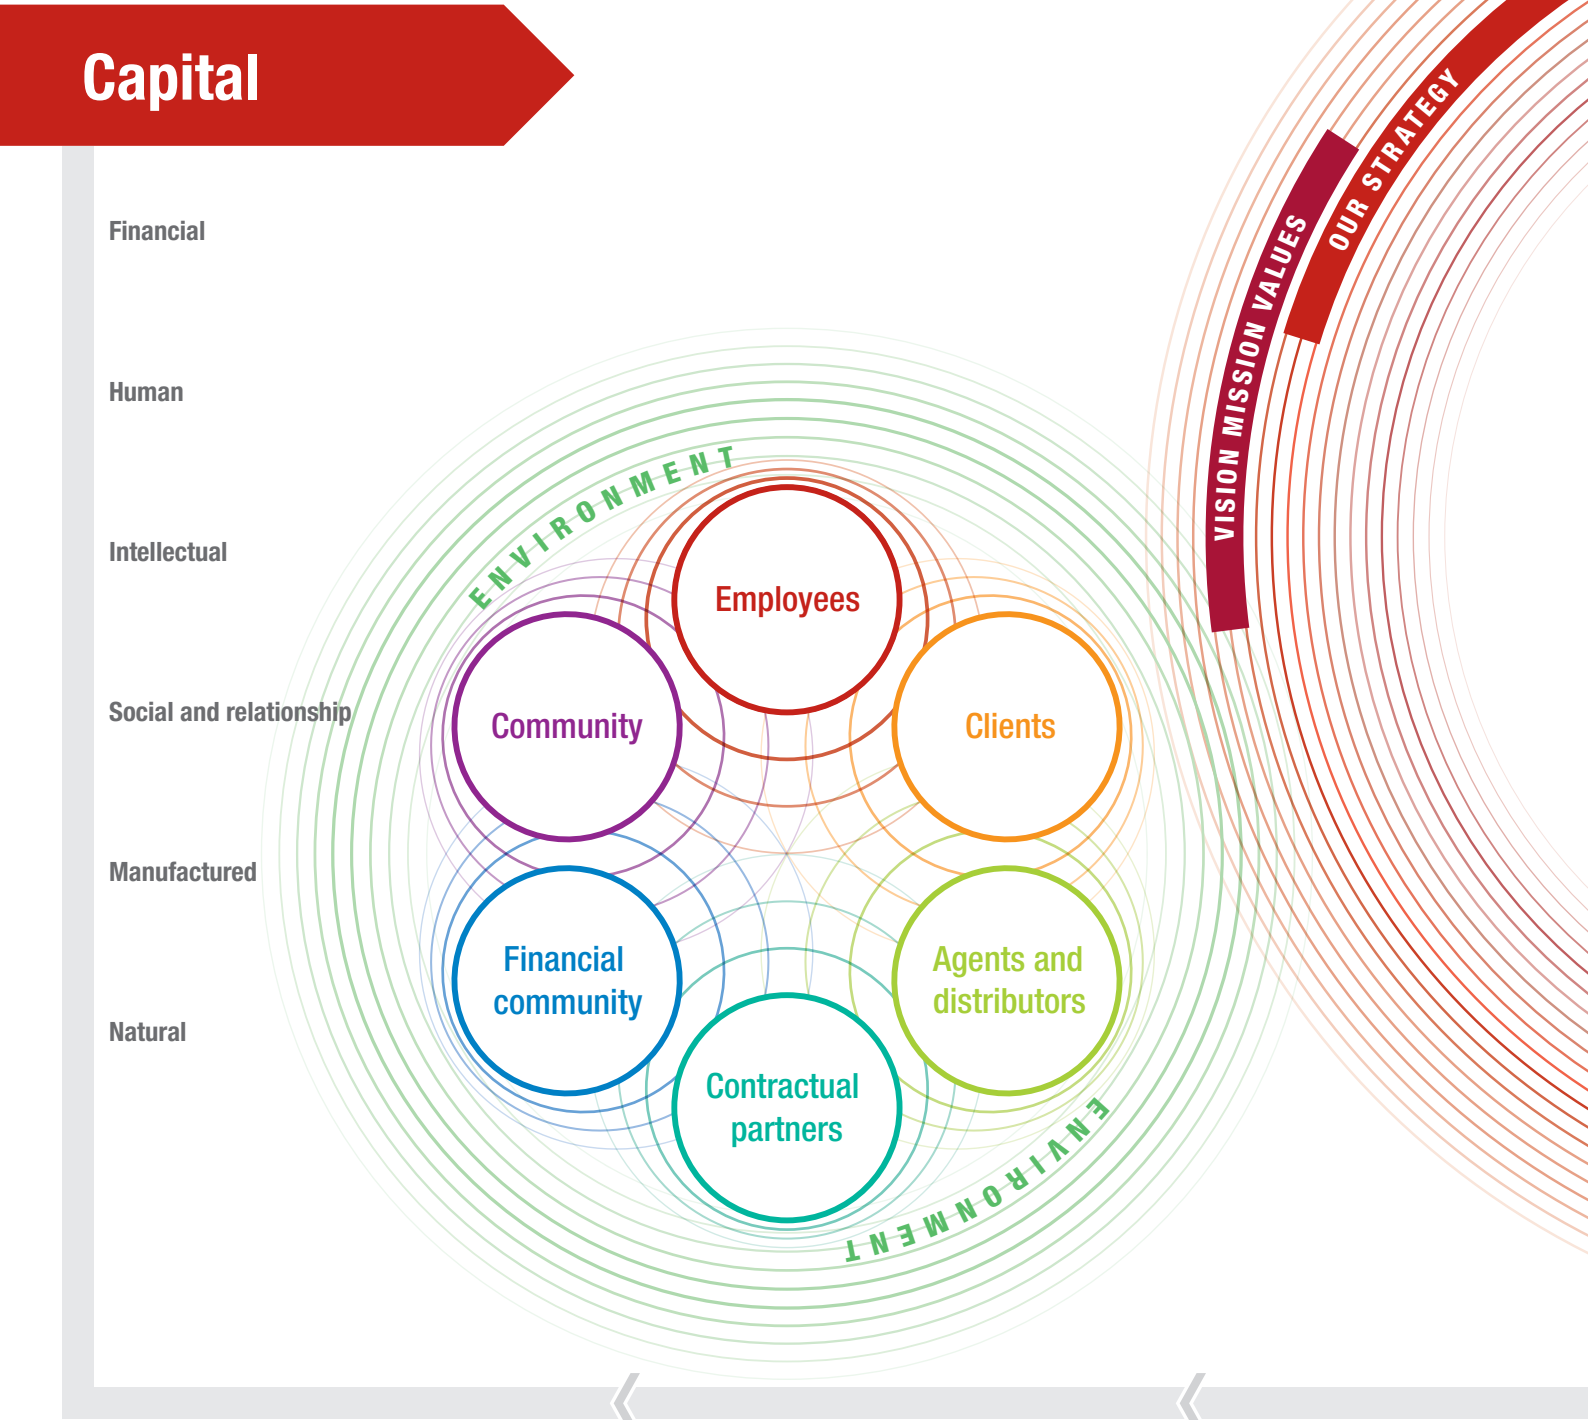 Capital
Financial
Human
Intellectual
Social and relationship
Manufactured
Natural
ENVIRONMENT
Employees
Community
Clients
Financial
community
Agents and
distributors
Contractual
partners
ENVIRONMENT
VISION MISSION VALUES
OUR STRATEGY